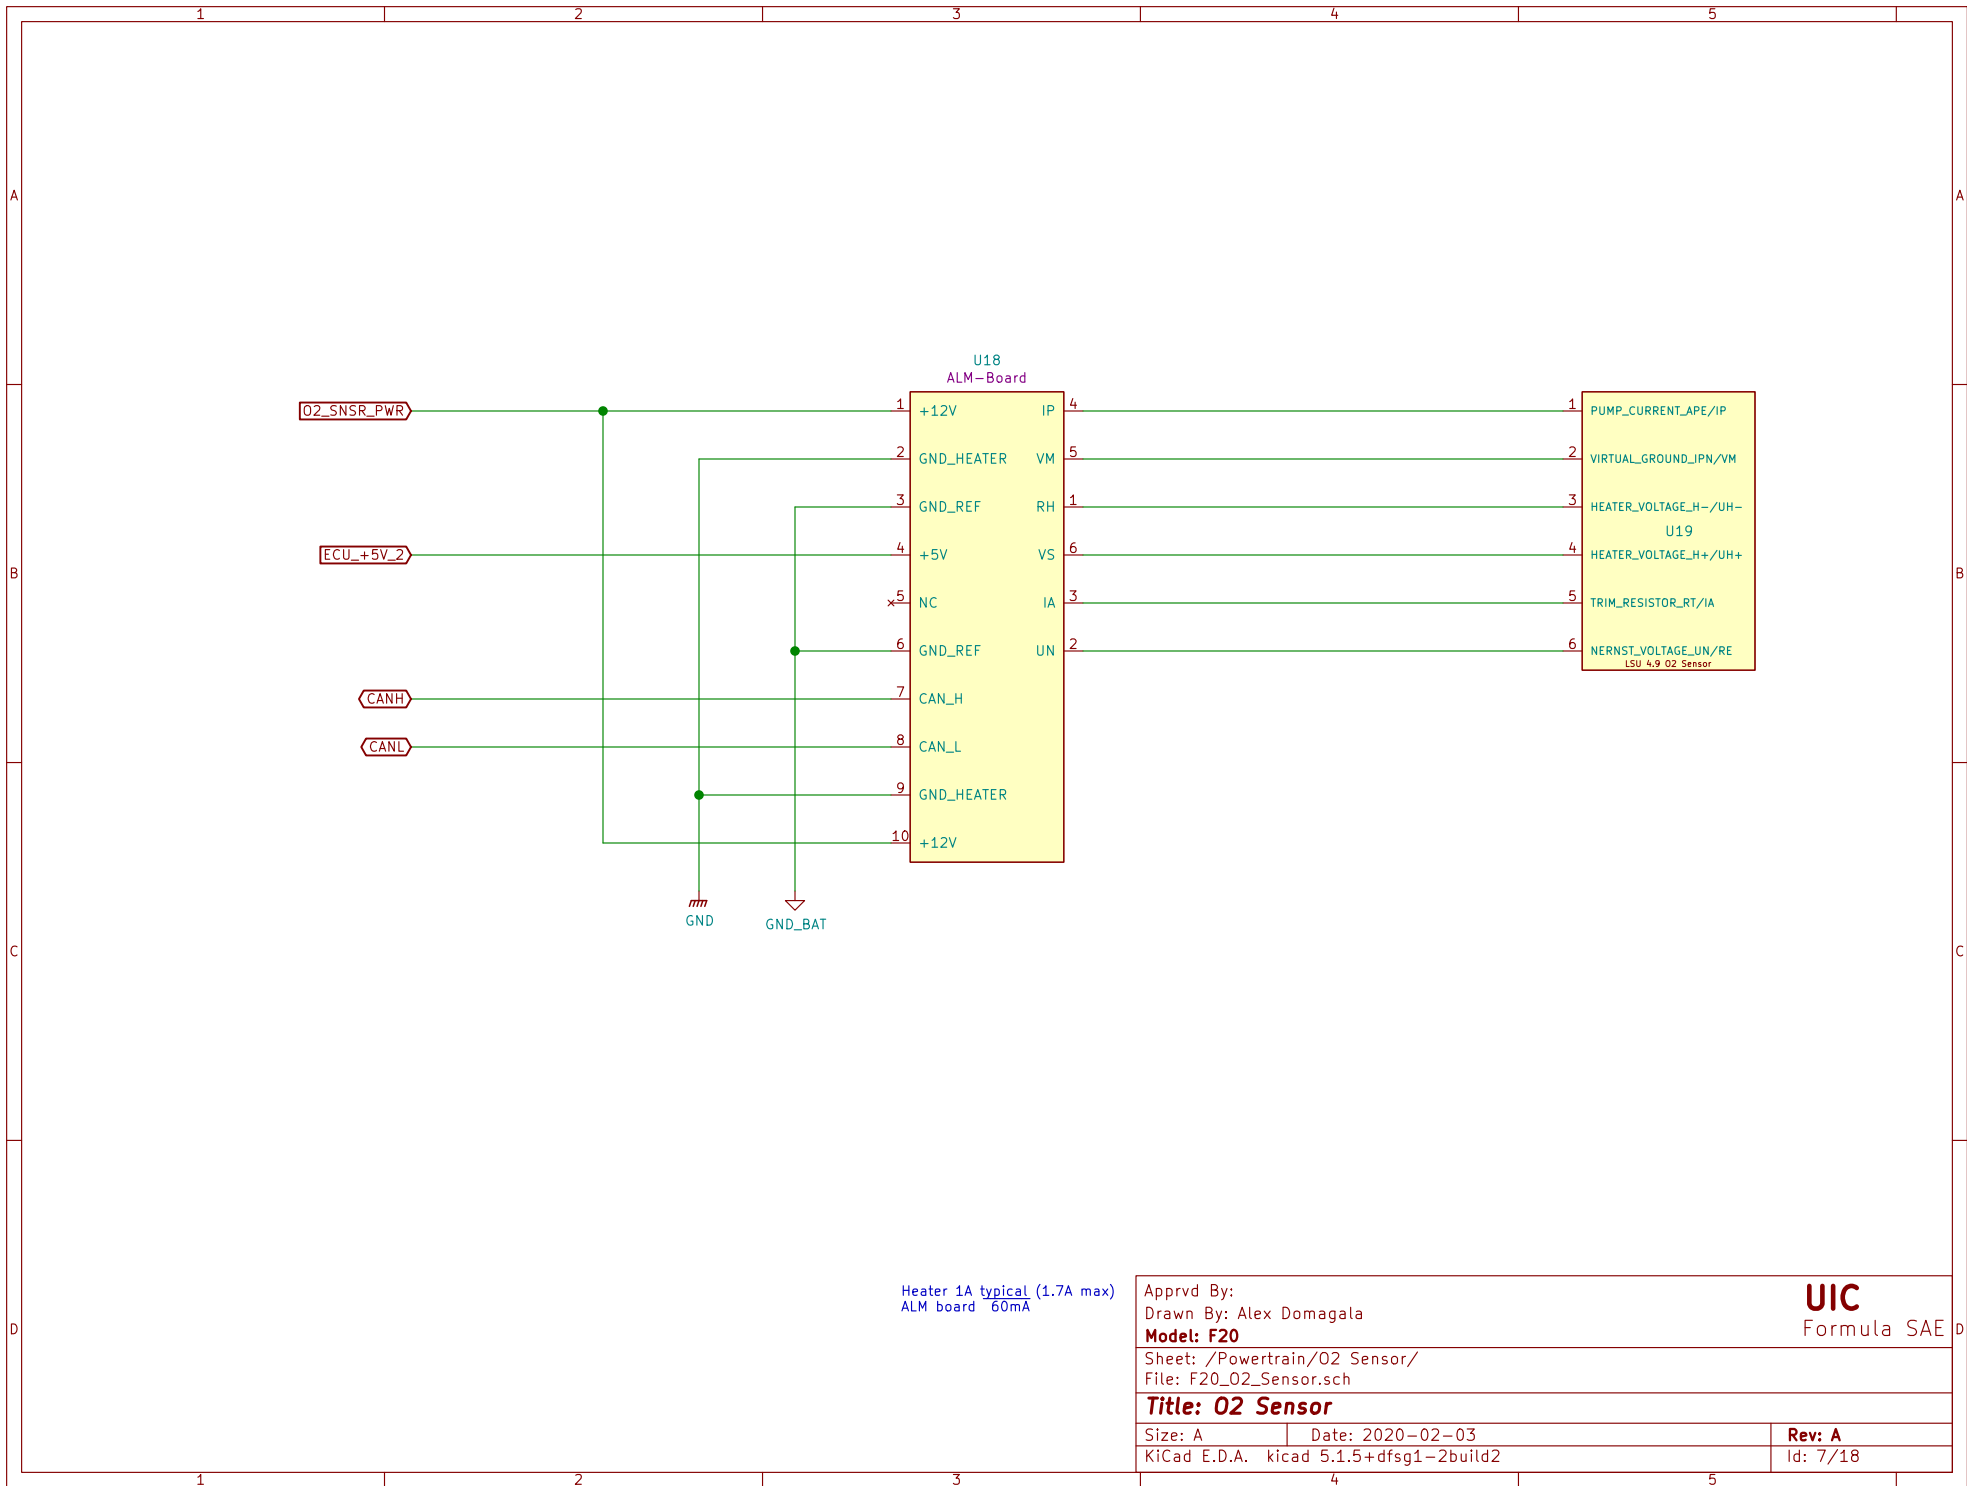 1 2 3 4 5
A A
B B
C C
D D
U18
ALM-Board
O2_SNSR_PWR
ECU_+5V_2
CANH
CANL
1 +12V
2 GND_HEATER
3 GND_REF
4 +5V
5 NC
6 GND_REF
7 CAN_H
8 CAN_L
9 GND_HEATER
10 +12V
IP 4
VM 5
RH 1
VS 6
IA 3
UN 2
1 PUMP_CURRENT_APE/IP
2 VIRTUAL_GROUND_IPN/VM
3 HEATER_VOLTAGE_H-/UH-
U19
4 HEATER_VOLTAGE_H+/UH+
5 TRIM_RESISTOR_RT/IA
6 NERNST_VOLTAGE_UN/RE
LSU 4.9 O2 Sensor
GND
GND_BAT
Heater 1A typical (1.7A max)
ALM board 60mA
Apprvd By:
Drawn By: Alex Domagala
Model: F20
UIC
Formula SAE
Sheet: /Powertrain/O2 Sensor/
File: F20_O2_Sensor.sch
Title: O2 Sensor
Size: A Date: 2020-02-03 Rev: A
KiCad E.D.A. kicad 5.1.5+dfsg1-2build2 Id: 7/18
1 2 3 4 5